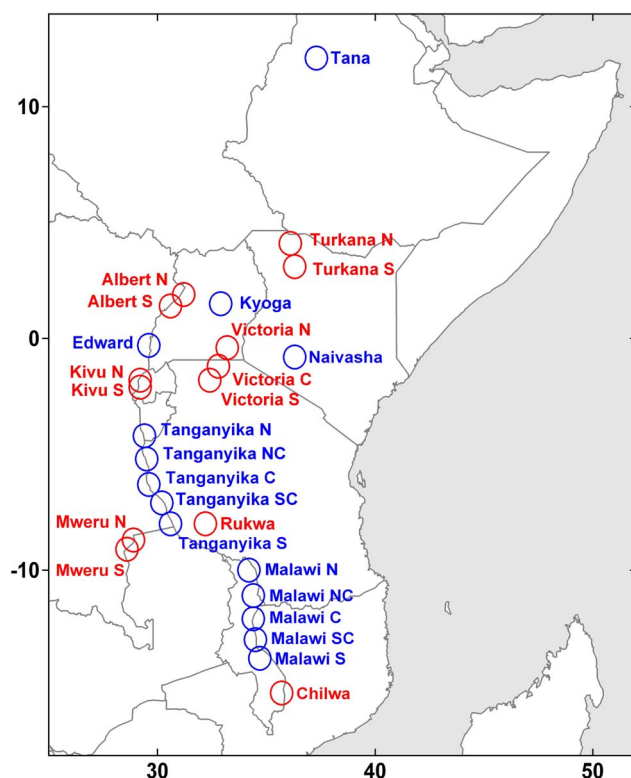 Tana
10
Turkana N
Turkana S
Albert N
Albert S
Kyoga
Victoria N
Edward
0
Naivasha
Kivu N
Victoria C
Kivu S
Victoria S
Tanganyika N
Tanganyika NC
Tanganyika C
Tanganyika SC
Mweru N
Rukwa
Tanganyika S
Mweru S
-10
Malawi N
Malawi NC
Malawi C
Malawi SC
Malawi S
Chilwa
30
40
50